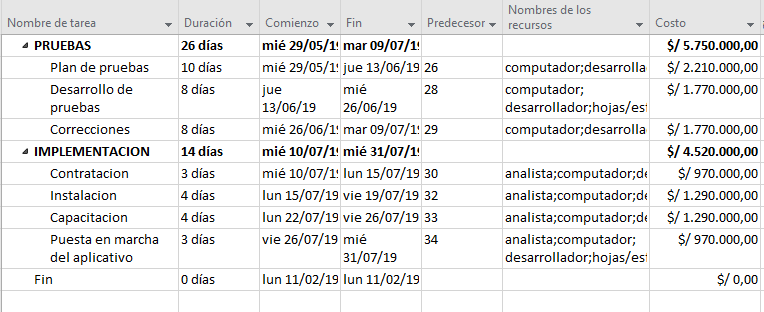 Nombre de tarea Duración Comienzo Fin Predecesor Nombres de los recursos Costo
PRUEBAS 26 días mié 29/05/19 mar 09/07/19 $/ 5.750.000,00
Plan de pruebas 10 días mié 29/05/19 jue 13/06/19 26 computador;desarrolla $/ 2.210.000,00
Desarrollo de pruebas 8 días jue 13/06/19 mié 26/06/19 28 computador; desarrollador;hojas/esf $/ 1.770.000,00
Correcciones 8 días mié 26/06/19 mar 09/07/19 29 computador;desarrolla $/ 1.770.000,00
IMPLEMENTACION 14 días mié 10/07/19 mié 31/07/19 $/ 4.520.000,00
Contratacion 3 días mié 10/07/19 lun 15/07/19 30 analista;computador;de $/ 970.000,00
Instalacion 4 días lun 15/07/19 vie 19/07/19 32 analista;computador;de $/ 1.290.000,00
Capacitacion 4 días lun 22/07/19 vie 26/07/19 33 analista;computador;de $/ 1.290.000,00
Puesta en marcha del aplicativo 3 días vie 26/07/19 mié 31/07/19 34 analista;computador; desarrollador;hojas/esf $/ 970.000,00
Fin 0 días lun 11/02/19 lun 11/02/19 $/ 0,00